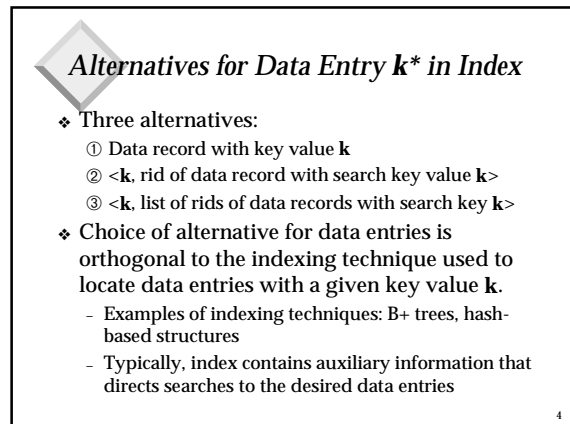 Alternatives for Data Entry k* in Index
❖ Three alternatives:
① Data record with key value k
② <k, rid of data record with search key value k>
③ <k, list of rids of data records with search key k>
❖ Choice of alternative for data entries is
orthogonal to the indexing technique used to
locate data entries with a given key value k.
– Examples of indexing techniques: B+ trees, hash-
based structures
– Typically, index contains auxiliary information that
directs searches to the desired data entries
4